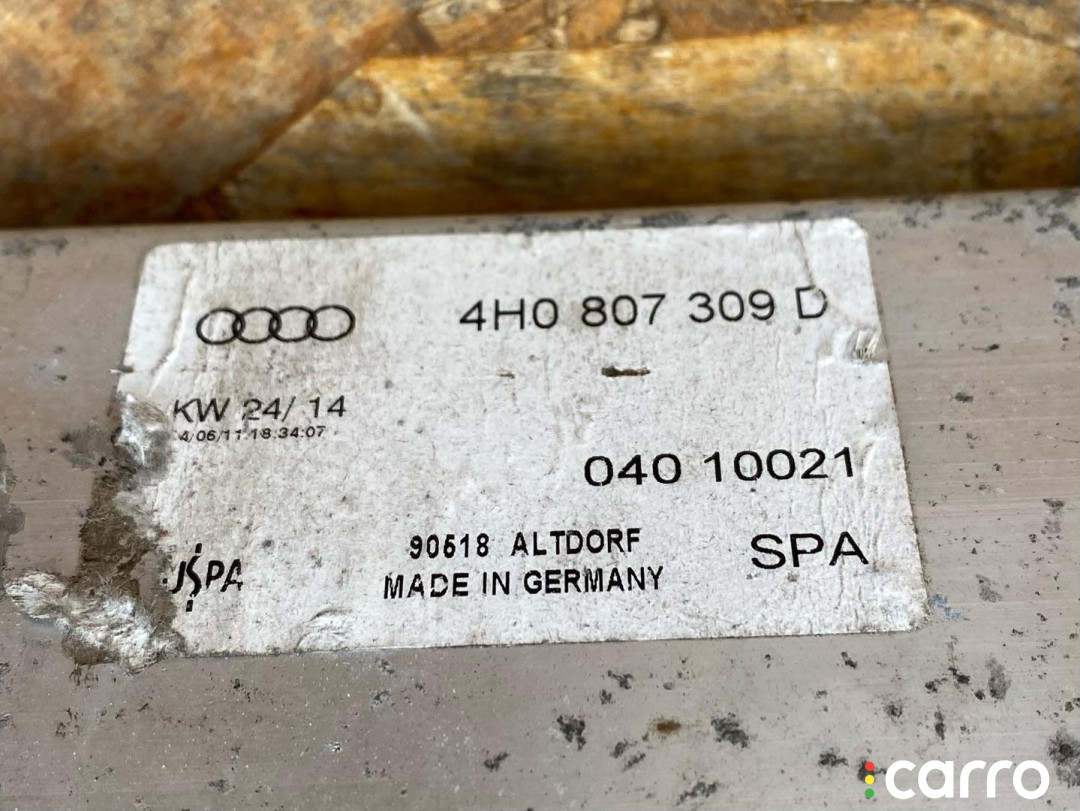 4H0 807 309 D
KW 24/ 14
4/06/11:18:34:07
040 10021
90518 ALTDORF
MADE IN GERMANY
SPA
carro